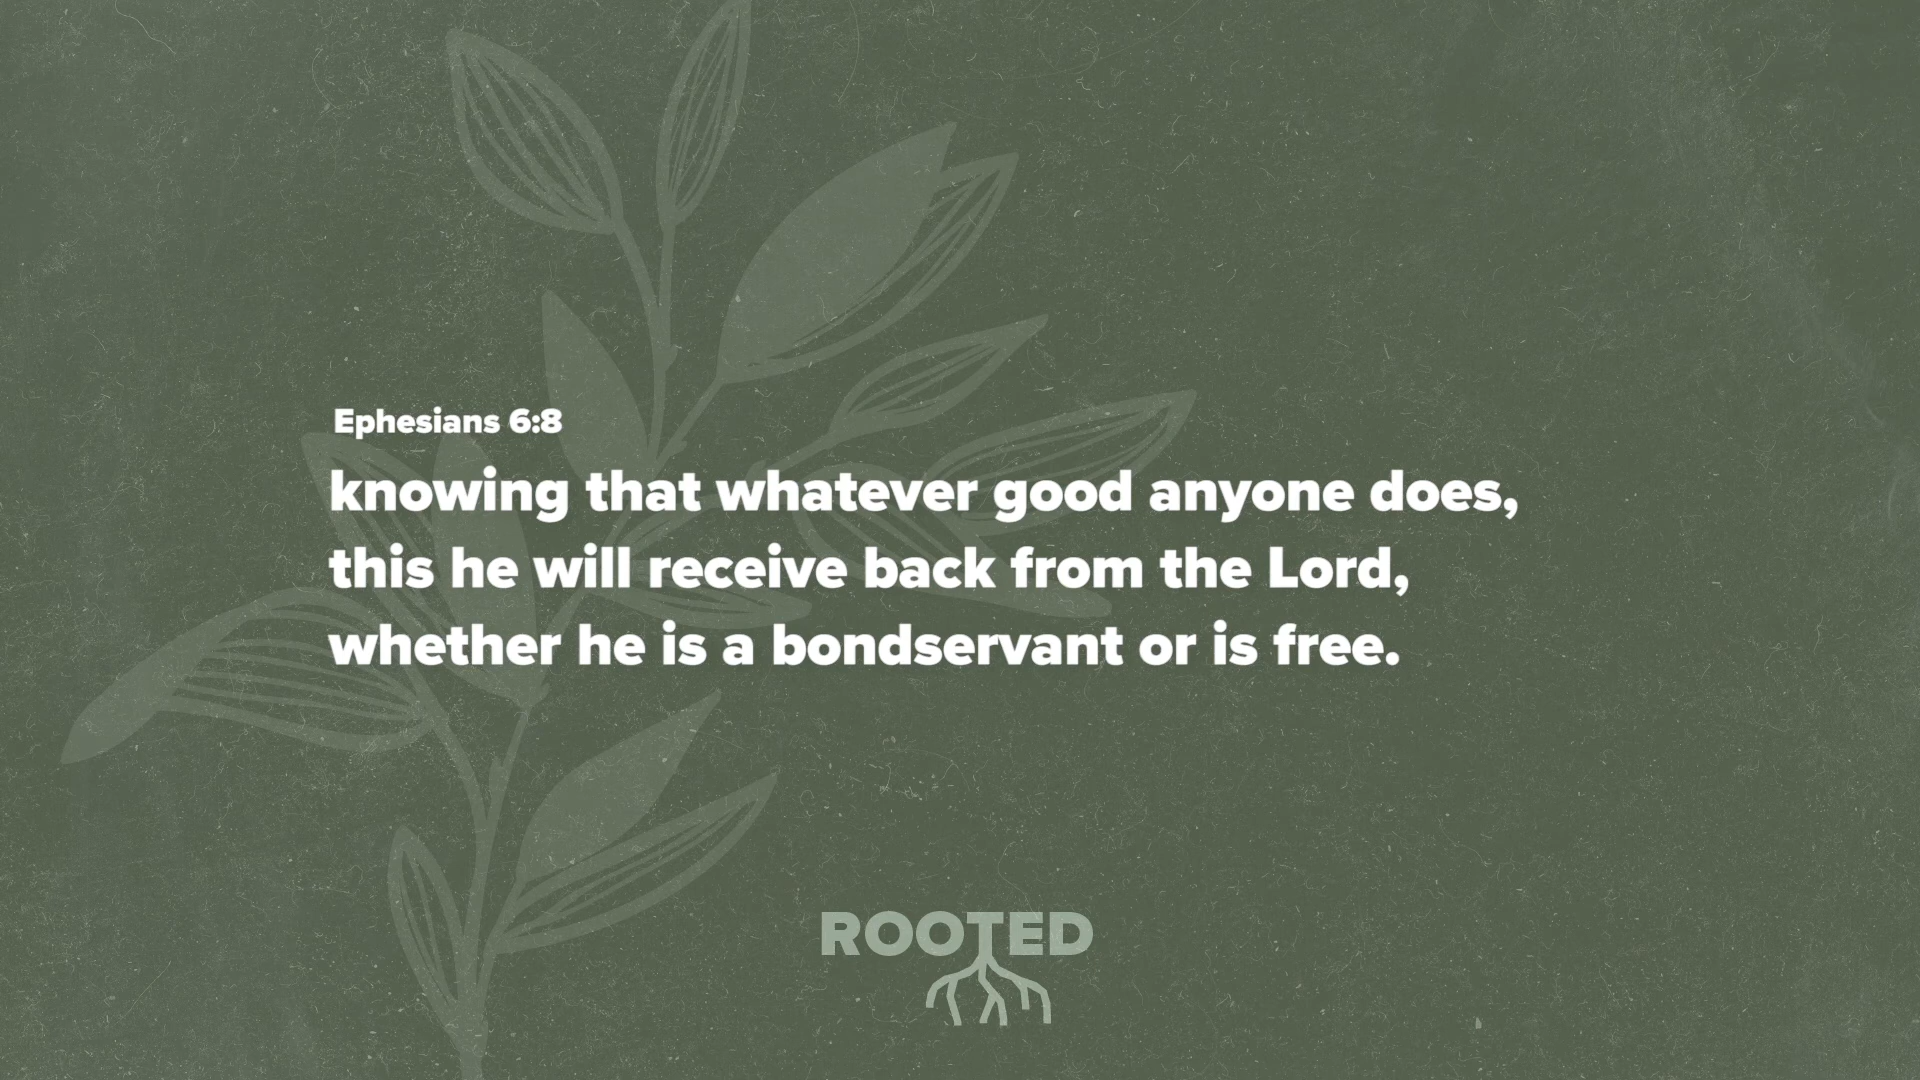 Ephesians 6:8
knowing that whatever good anyone does,
this he will receive back from the Lord,
whether he is a bondservant or is free.
ROOTED